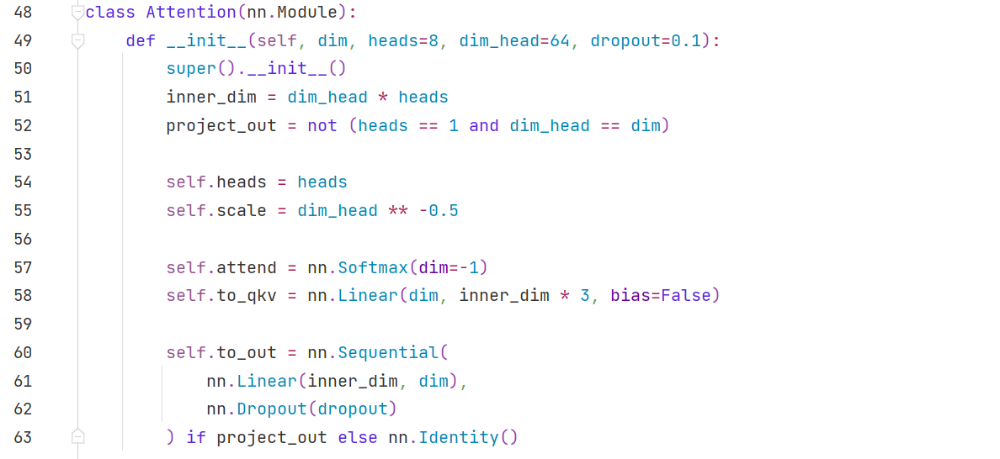 48 class Attention(nn.Module):
49     def __init__(self, dim, heads=8, dim_head=64, dropout=0.1):
50         super().__init__()
51         inner_dim = dim_head * heads
52         project_out = not (heads == 1 and dim_head == dim)
53
54         self.heads = heads
55         self.scale = dim_head ** -0.5
56
57         self.attend = nn.Softmax(dim=-1)
58         self.to_qkv = nn.Linear(dim, inner_dim * 3, bias=False)
59
60         self.to_out = nn.Sequential(
61             nn.Linear(inner_dim, dim),
62             nn.Dropout(dropout)
63         ) if project_out else nn.Identity()